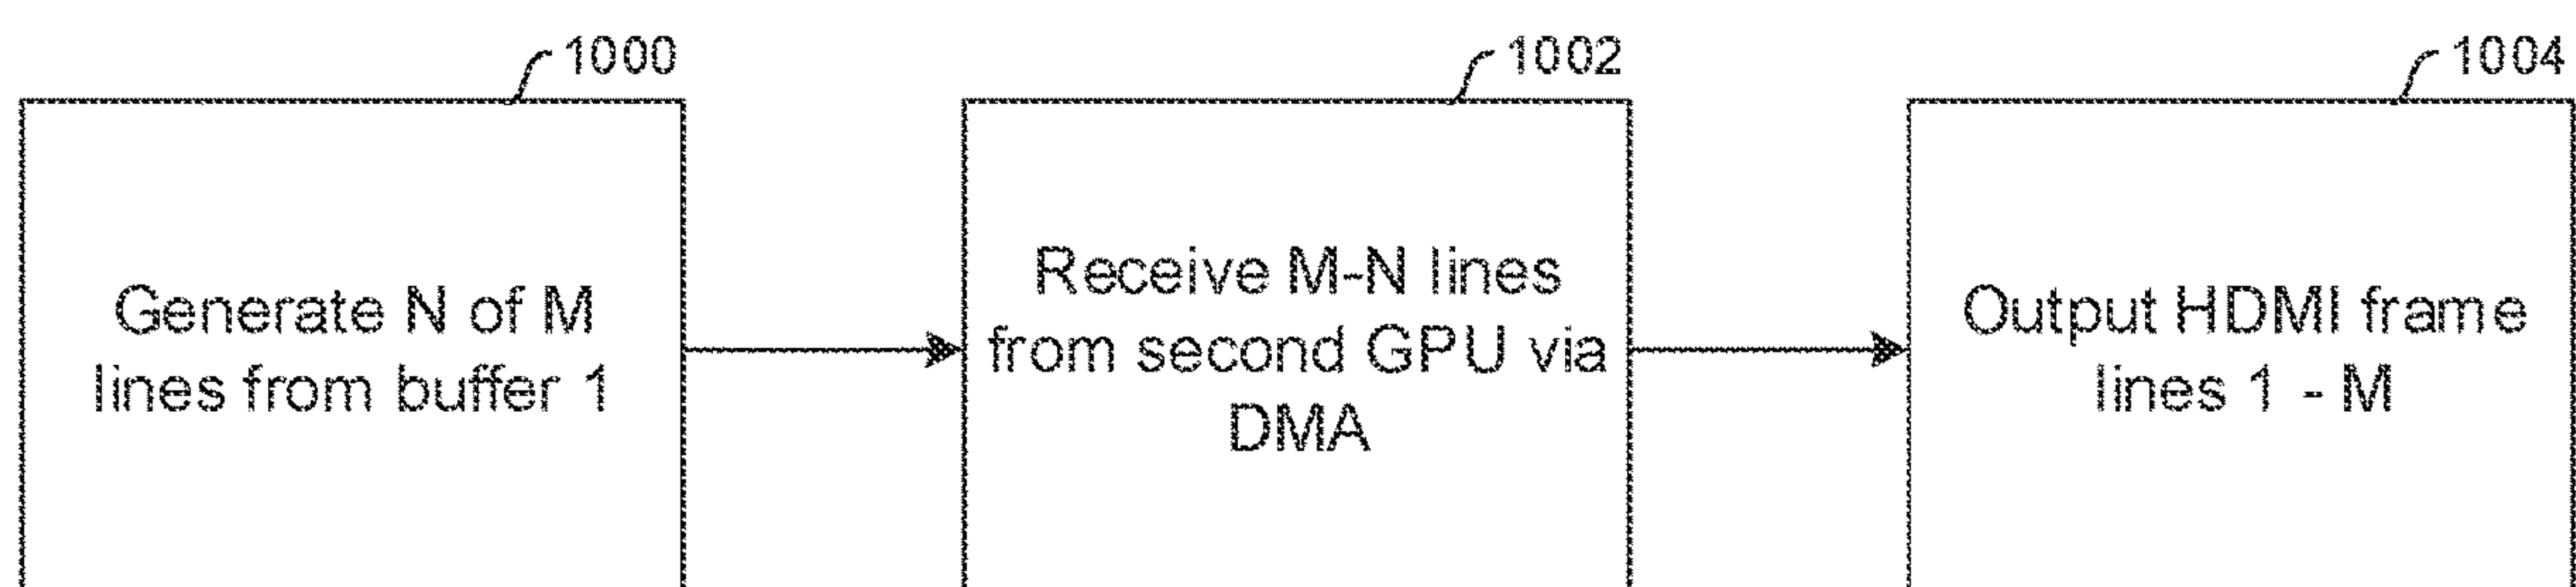 1000
Generate N of M
lines from buffer 1
1002
Receive M-N lines
from second GPU via
DMA
1004
Output HDMI frame
lines 1 - M